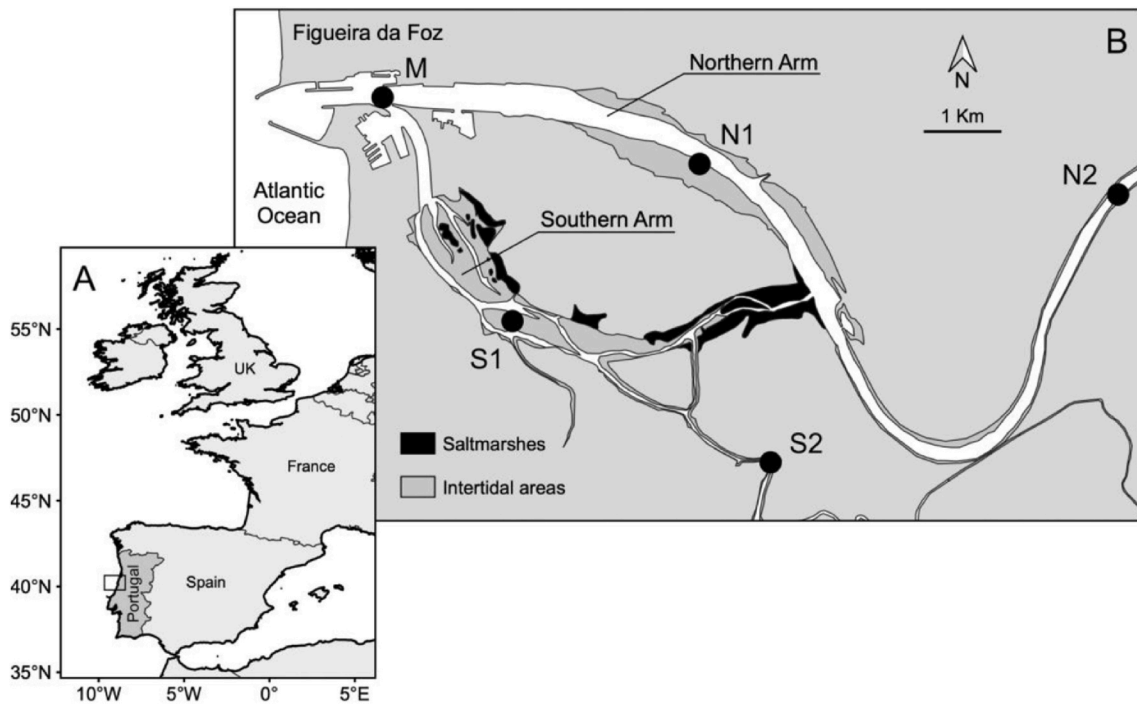 Figueira da Foz
B
M
Northern Arm
N
1 Km
N1
N2
Atlantic
Ocean
Southern Arm
S1
S2
Saltmarshes
Intertidal areas
A
55°N
50°N
45°N
40°N
35°N
UK
France
Portugal
Spain
10°W
5°W
0°
5°E